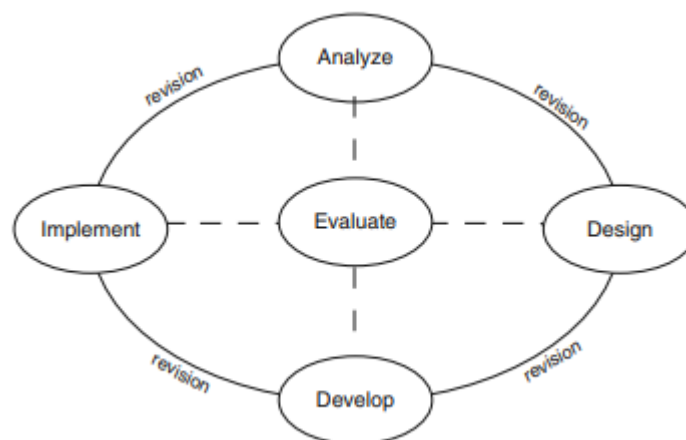 Analyze
revision
revision
Implement
Evaluate
Design
revision
revision
Develop